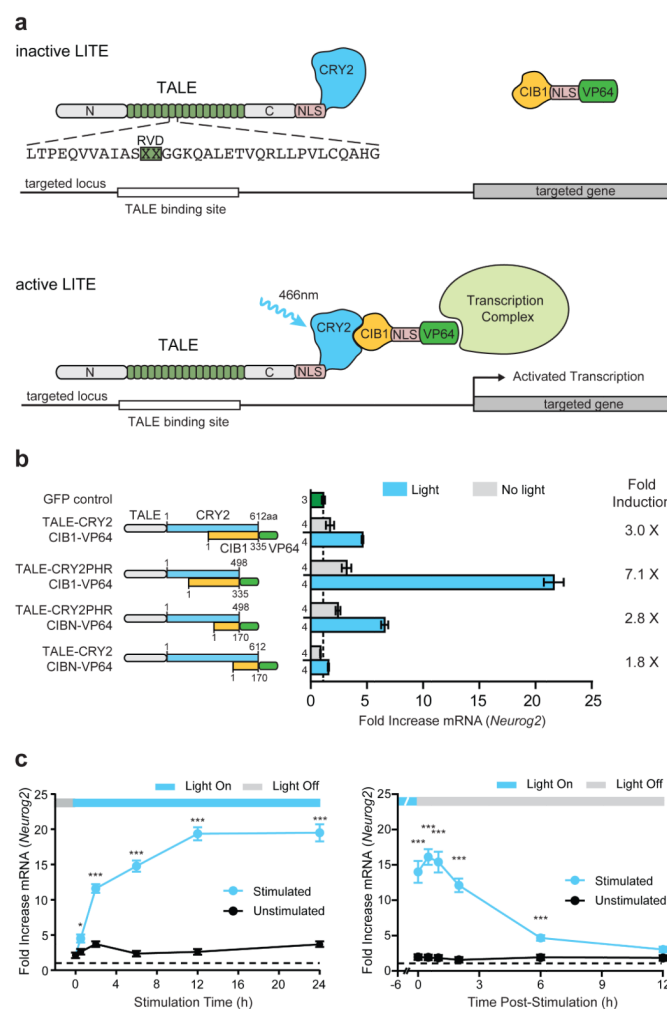 a
inactive LITE
CRY2
TALE
CIB1
NLS
VP64
N
C
NLS
RVD
LTPEQVVAIASXXGGKQALETVQRLLPVLCQAHG
targeted locus
targeted gene
TALE binding site
active LITE
466nm
Transcription
Complex
CRY2
CIB1
NLS
VP64
TALE
N
C
NLS
Activated Transcription
targeted locus
targeted gene
TALE binding site
b
Light
No light
Fold
Induction
GFP control
3
TALE
1
CRY2
612aa
TALE-CRY2
CIB1-VP64
1
CIB1
335
VP64
4
4
3.0 X
TALE-CRY2PHR
CIB1-VP64
1
498
1
335
4
4
7.1 X
TALE-CRY2PHR
CIBN-VP64
1
498
1
170
4
4
2.8 X
TALE-CRY2
CIBN-VP64
1
612
1
170
4
4
1.8 X
0 5 10 15 20 25
Fold Increase mRNA (Neurog2)
c
Light On
Light Off
Fold Increase mRNA (Neurog2)
25
20
15
10
5
0
*
***
***
***
***
Stimulated
Unstimulated
0 4 8 12 16 20 24
Stimulation Time (h)
Light On
Light Off
Fold Increase mRNA (Neurog2)
25
20
15
10
5
0
***
***
***
***
***
Stimulated
Unstimulated
-6 0 3 6 9 12
Time Post-Stimulation (h)